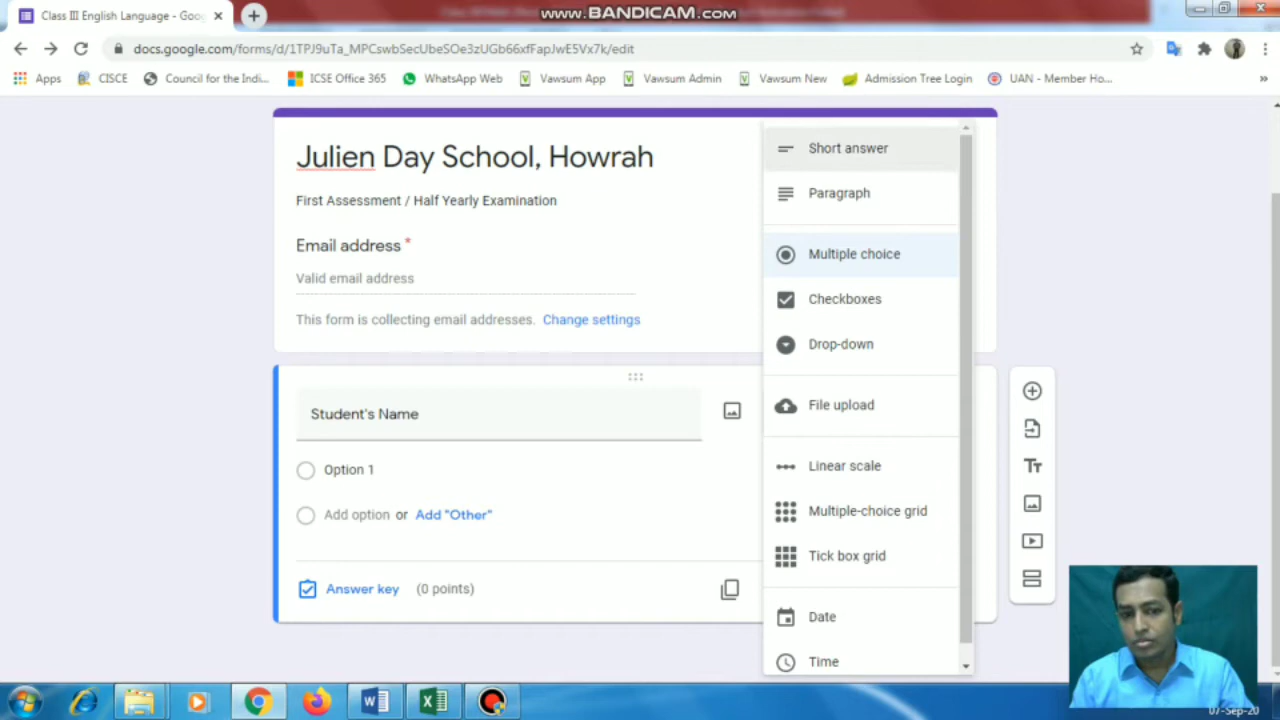 www.BANDICAM.com
Class III English Language - Goo
docs.google.com/forms/d/1TPJ9uTa_MPCswbSecUbeSOe3zUGb66xfFapJwE5Vx7k/edit
Apps CISCE Council for the Indi... ICSE Office 365 WhatsApp Web Vawsum App Vawsum Admin Vawsum New Admission Tree Login UAN - Member Ho... »
Julien Day School, Howrah
First Assessment / Half Yearly Examination
Email address *
Valid email address
This form is collecting email addresses. Change settings
Student's Name
Option 1
Add option or Add "Other"
Answer key (0 points)
Short answer
Paragraph
Multiple choice
Checkboxes
Drop-down
File upload
Linear scale
Multiple-choice grid
Tick box grid
Date
Time
Tт
07-Sep-20